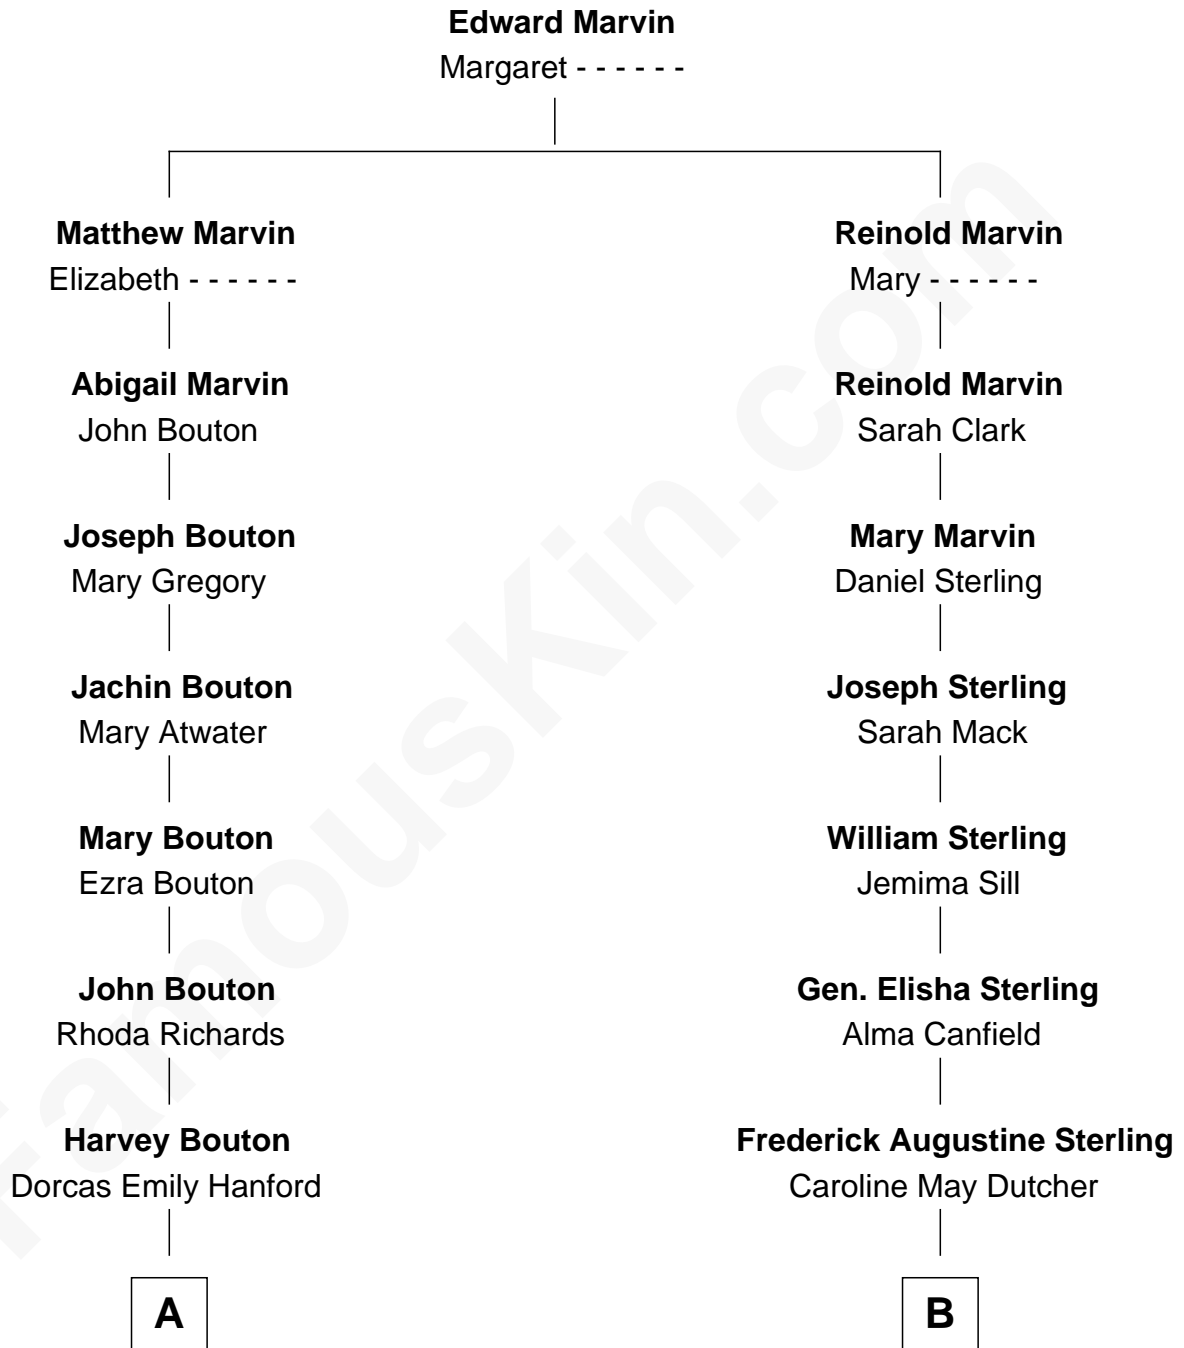 Edward Marvin
Margaret - - - - - -
Matthew Marvin
Elizabeth - - - - - -
Abigail Marvin
John Bouton
Joseph Bouton
Mary Gregory
Jachin Bouton
Mary Atwater
Mary Bouton
Ezra Bouton
John Bouton
Rhoda Richards
Harvey Bouton
Dorcas Emily Hanford
A
Reinold Marvin
Mary - - - - - -
Reinold Marvin
Sarah Clark
Mary Marvin
Daniel Sterling
Joseph Sterling
Sarah Mack
William Sterling
Jemima Sill
Gen. Elisha Sterling
Alma Canfield
Frederick Augustine Sterling
Caroline May Dutcher
B
FamousKin.com